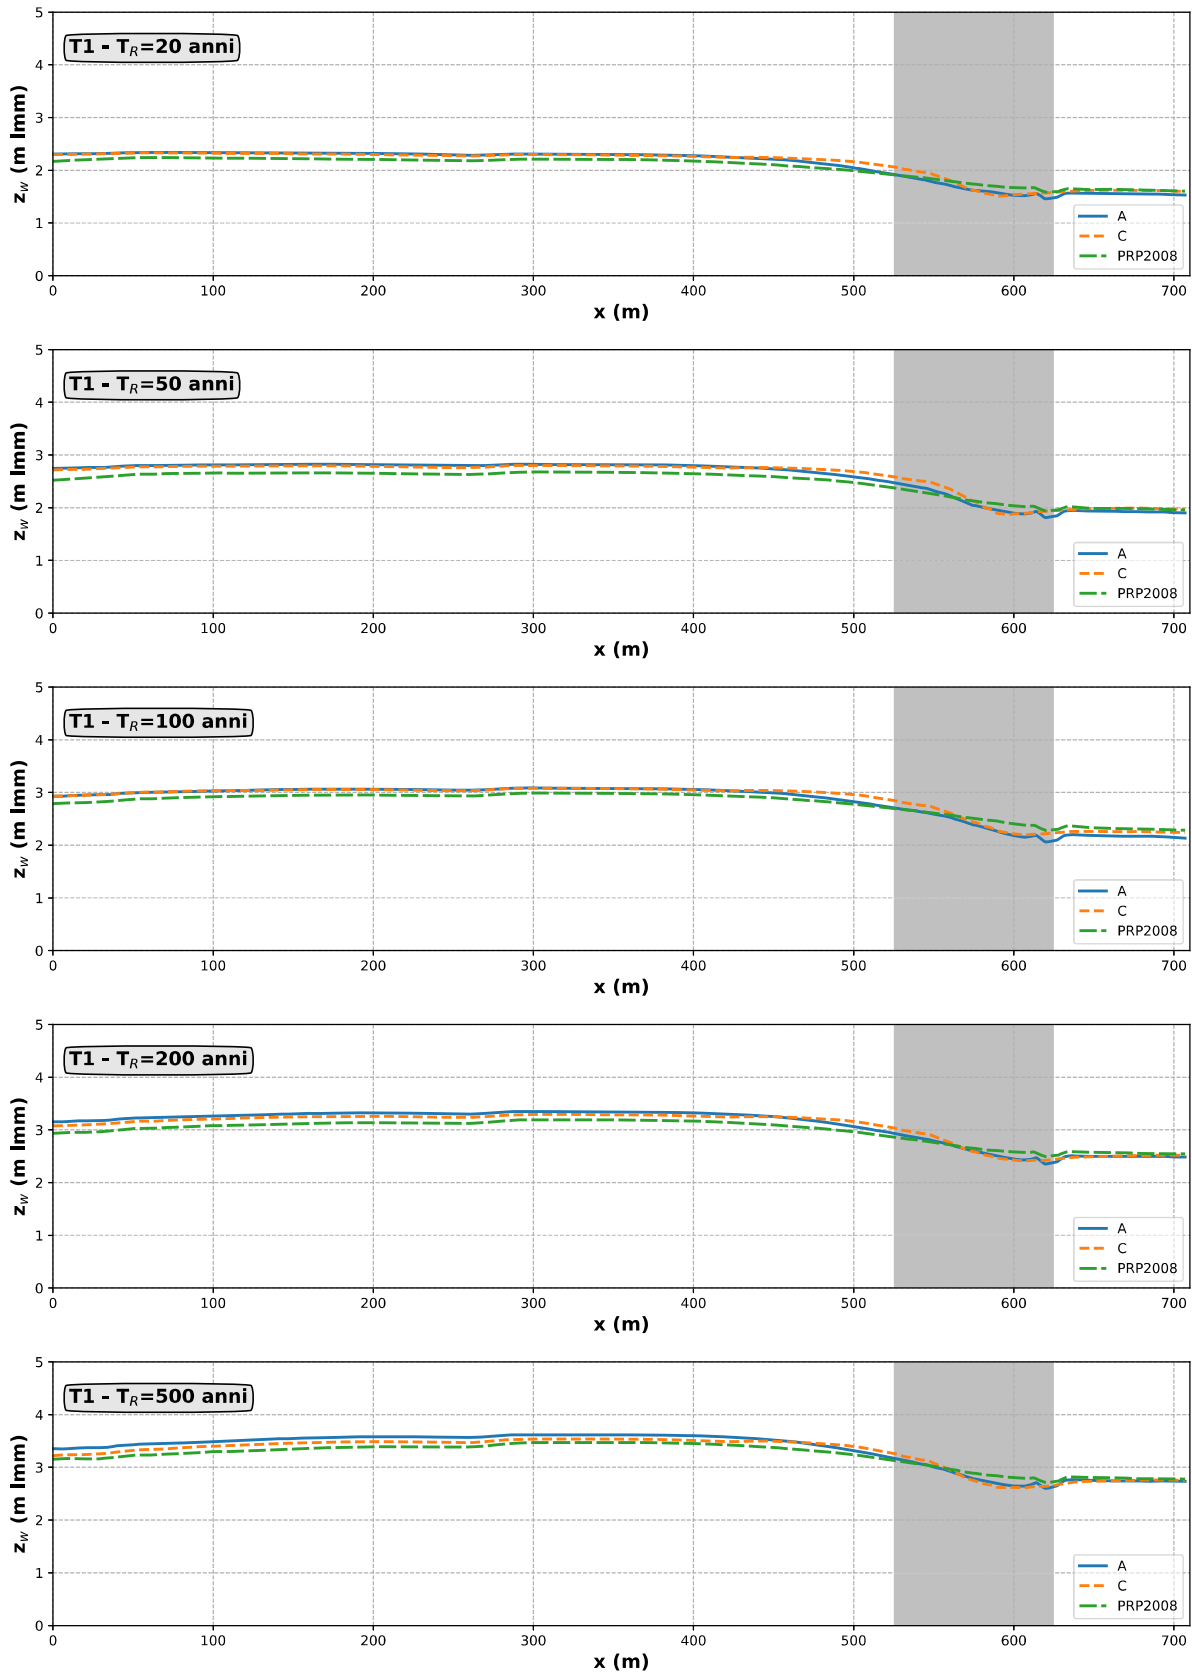 T1 - T_R=20 anni
z_w (m lmm)
5
4
3
2
1
0
0 100 200 300 400 500 600 700
x (m)
A
C
PRP2008
T1 - T_R=50 anni
z_w (m lmm)
5
4
3
2
1
0
0 100 200 300 400 500 600 700
x (m)
A
C
PRP2008
T1 - T_R=100 anni
z_w (m lmm)
5
4
3
2
1
0
0 100 200 300 400 500 600 700
x (m)
A
C
PRP2008
T1 - T_R=200 anni
z_w (m lmm)
5
4
3
2
1
0
0 100 200 300 400 500 600 700
x (m)
A
C
PRP2008
T1 - T_R=500 anni
z_w (m lmm)
5
4
3
2
1
0
0 100 200 300 400 500 600 700
x (m)
A
C
PRP2008